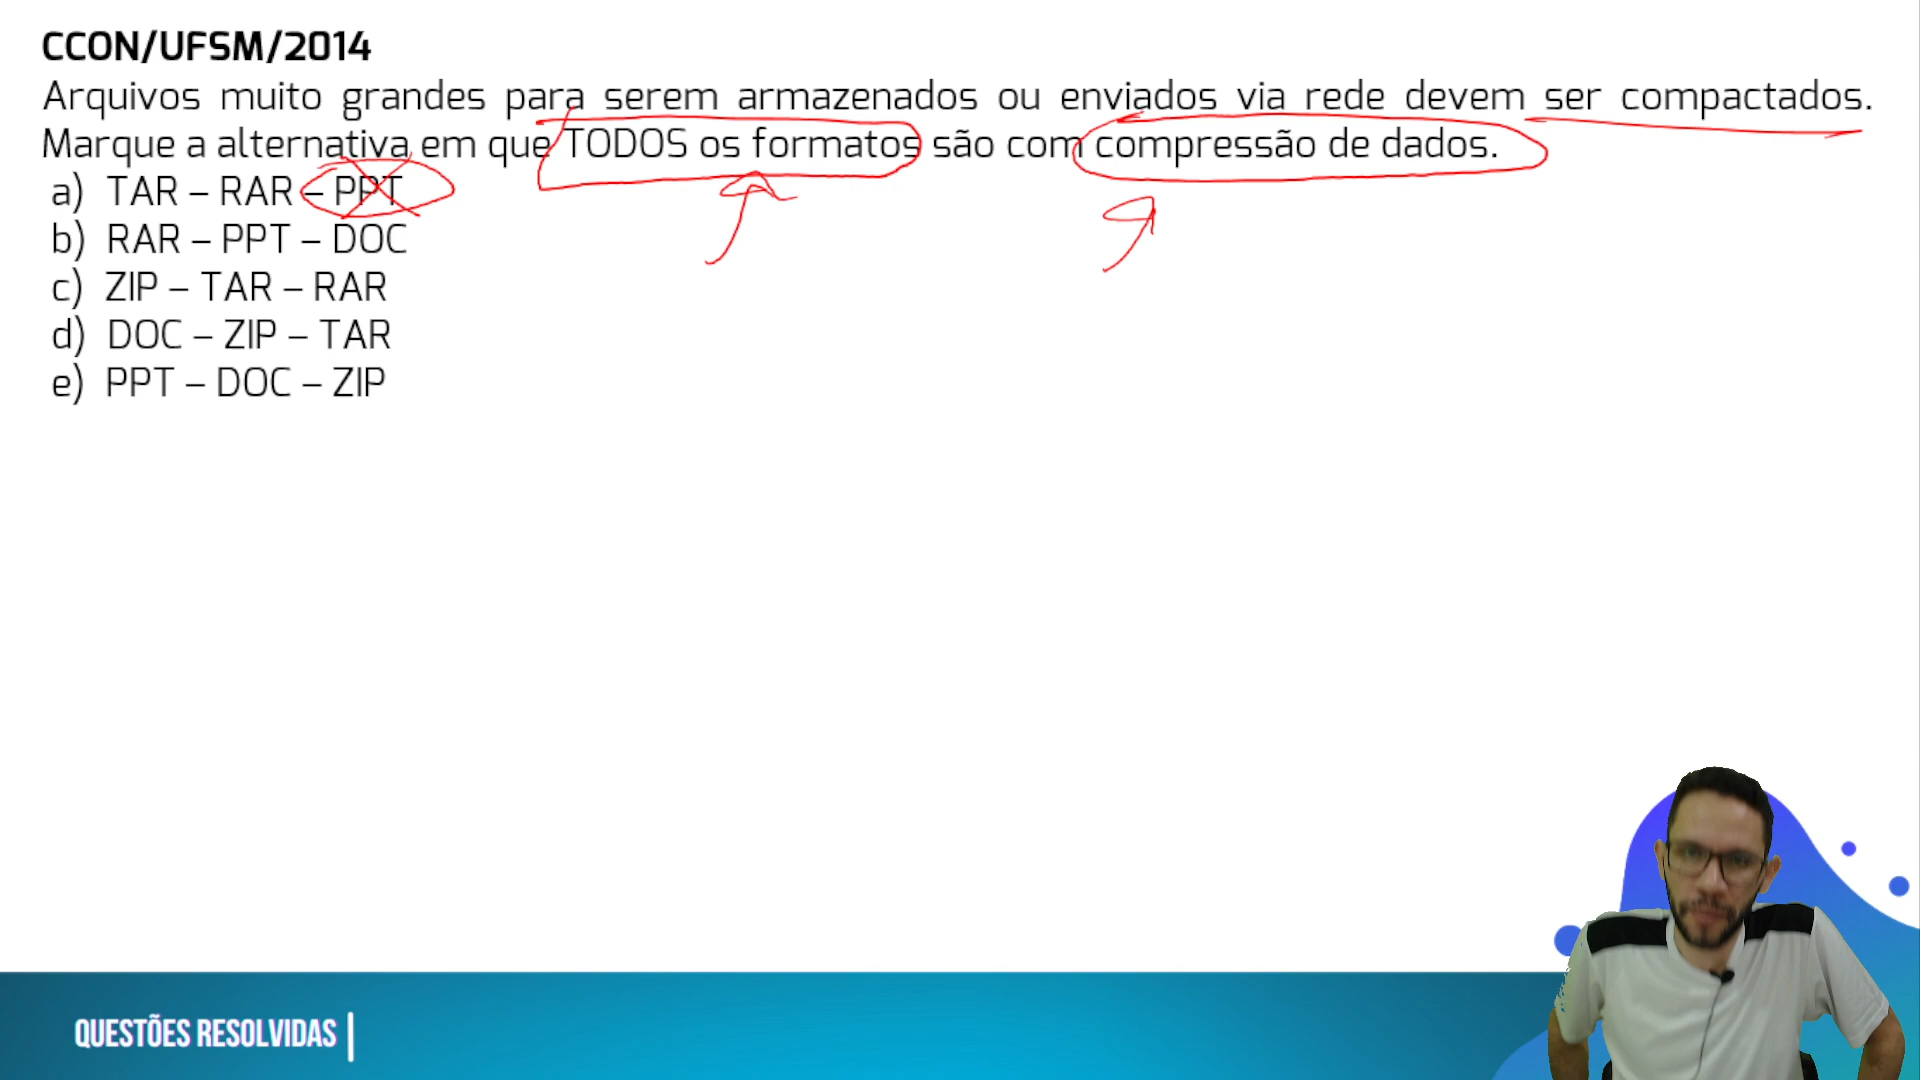 CCON/UFSM/2014
Arquivos muito grandes para serem armazenados ou enviados via rede devem ser compactados.
Marque a alternativa em que TODOS os formatos são com compressão de dados.
a) TAR – RAR – PPT
b) RAR – PPT – DOC
c) ZIP – TAR – RAR
d) DOC – ZIP – TAR
e) PPT – DOC – ZIP
QUESTÕES RESOLVIDAS |